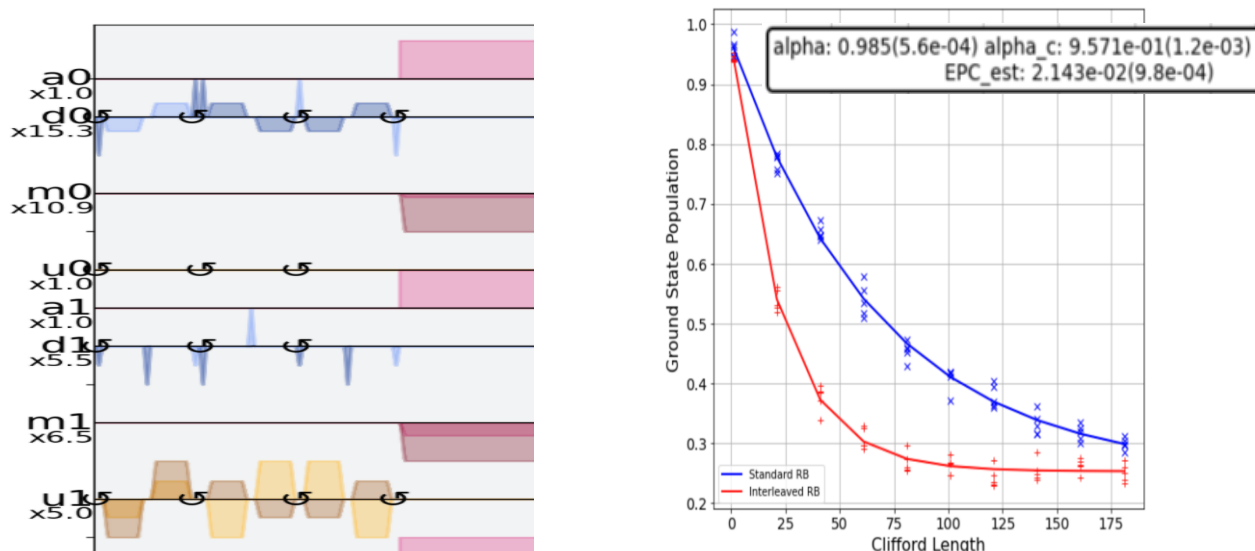 a0
x1.0
d0
x15.3
m0
x10.9
u0
x1.0
a1
x1.0
d1
x5.5
m1
x6.5
u1
x5.0
alpha: 0.985(5.6e-04) alpha_c: 9.571e-01(1.2e-03)
EPC_est: 2.143e-02(9.8e-04)
Ground State Population
1.0
0.9
0.8
0.7
0.6
0.5
0.4
0.3
0.2
Standard RB
Interleaved RB
0 25 50 75 100 125 150 175
Clifford Length